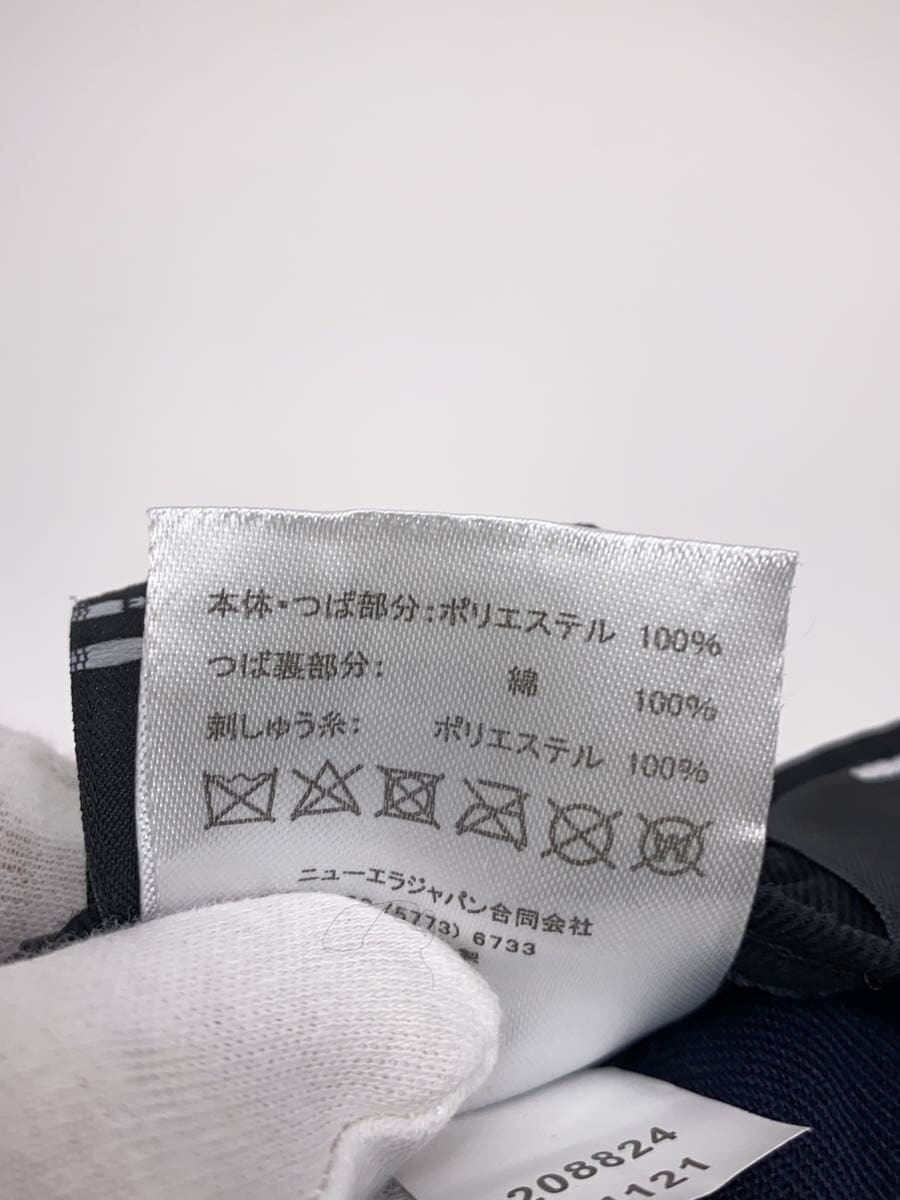 本体・つば部分:ポリエステル 100%
つば裏部分: 綿 100%
刺しゅう糸: ポリエステル 100%
ニューエラジャパン合同会社
(5773) 6733
製
208824
1121